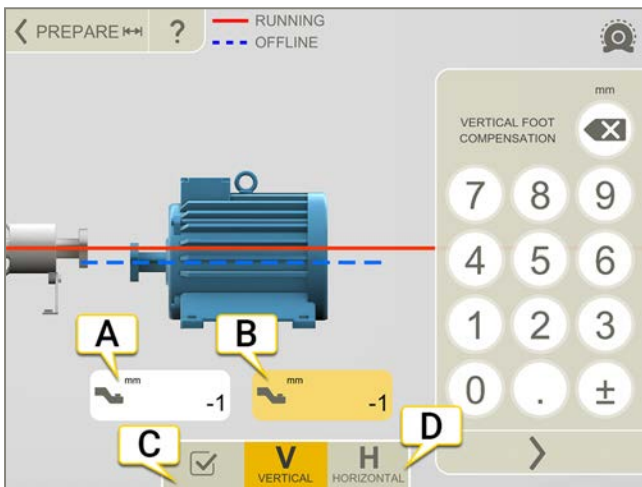 PREPARE
?
RUNNING
OFFLINE
mm
VERTICAL FOOT
COMPENSATION
7 8 9
4 5 6
1 2 3
0 . ±
A
B
mm
-1
mm
-1
C
D
V
VERTICAL
H
HORIZONTAL